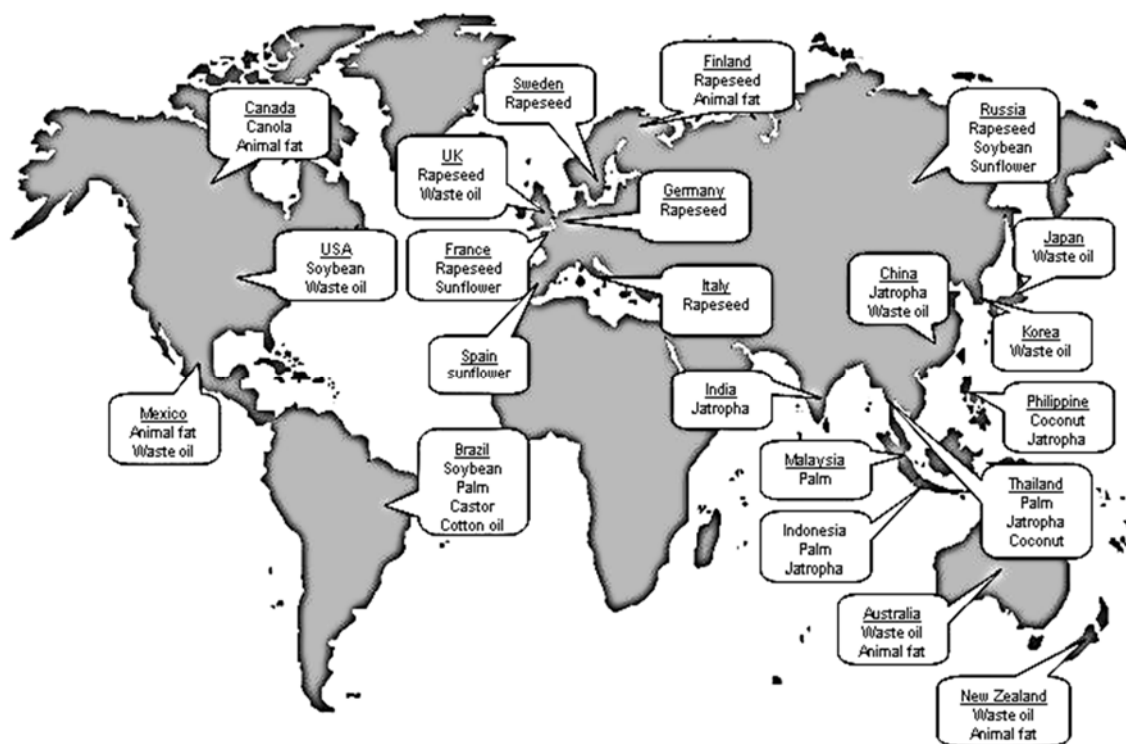 Finland
Rapeseed
Animal fat
Sweden
Rapeseed
Canada
Canola
Animal fat
Russia
Rapeseed
Soybean
Sunflower
UK
Rapeseed
Waste oil
Germany
Rapeseed
USA
Soybean
Waste oil
France
Rapeseed
Sunflower
Italy
Rapeseed
China
Jatropha
Waste oil
Japan
Waste oil
Korea
Waste oil
Spain
sunflower
India
Jatropha
Philippine
Coconut
Jatropha
Mexico
Animal fat
Waste oil
Brazil
Soybean
Palm
Castor
Cotton oil
Malaysia
Palm
Thailand
Palm
Jatropha
Coconut
Indonesia
Palm
Jatropha
Australia
Waste oil
Animal fat
New Zealand
Waste oil
Animal fat